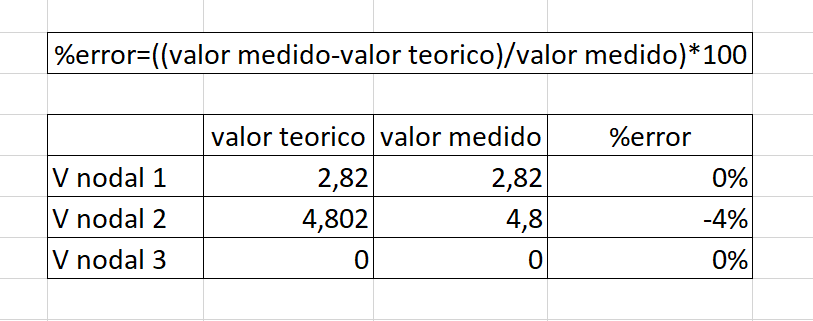 %error=((valor medido-valor teorico)/valor medido)*100
valor teorico valor medido %error
V nodal 1 2,82 2,82 0%
V nodal 2 4,802 4,8 -4%
V nodal 3 0 0 0%